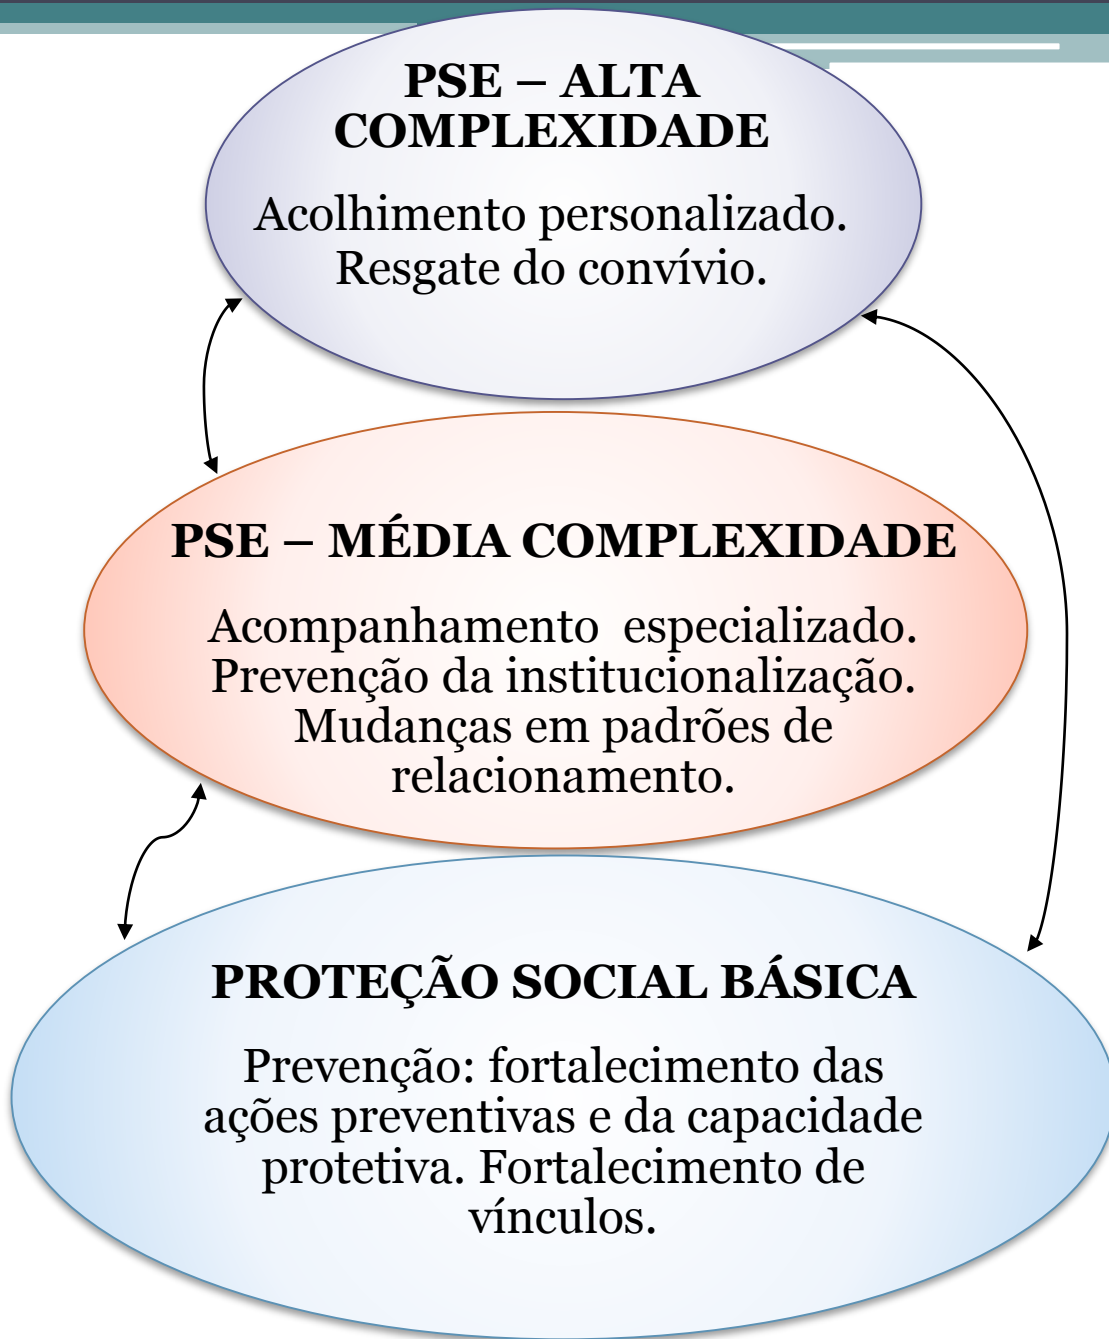 PSE – ALTA
COMPLEXIDADE
Acolhimento personalizado.
Resgate do convívio.
PSE – MÉDIA COMPLEXIDADE
Acompanhamento  especializado.
Prevenção da institucionalização.
Mudanças em padrões de
relacionamento.
PROTEÇÃO SOCIAL BÁSICA
Prevenção: fortalecimento das
ações preventivas e da capacidade
protetiva. Fortalecimento de
vínculos.